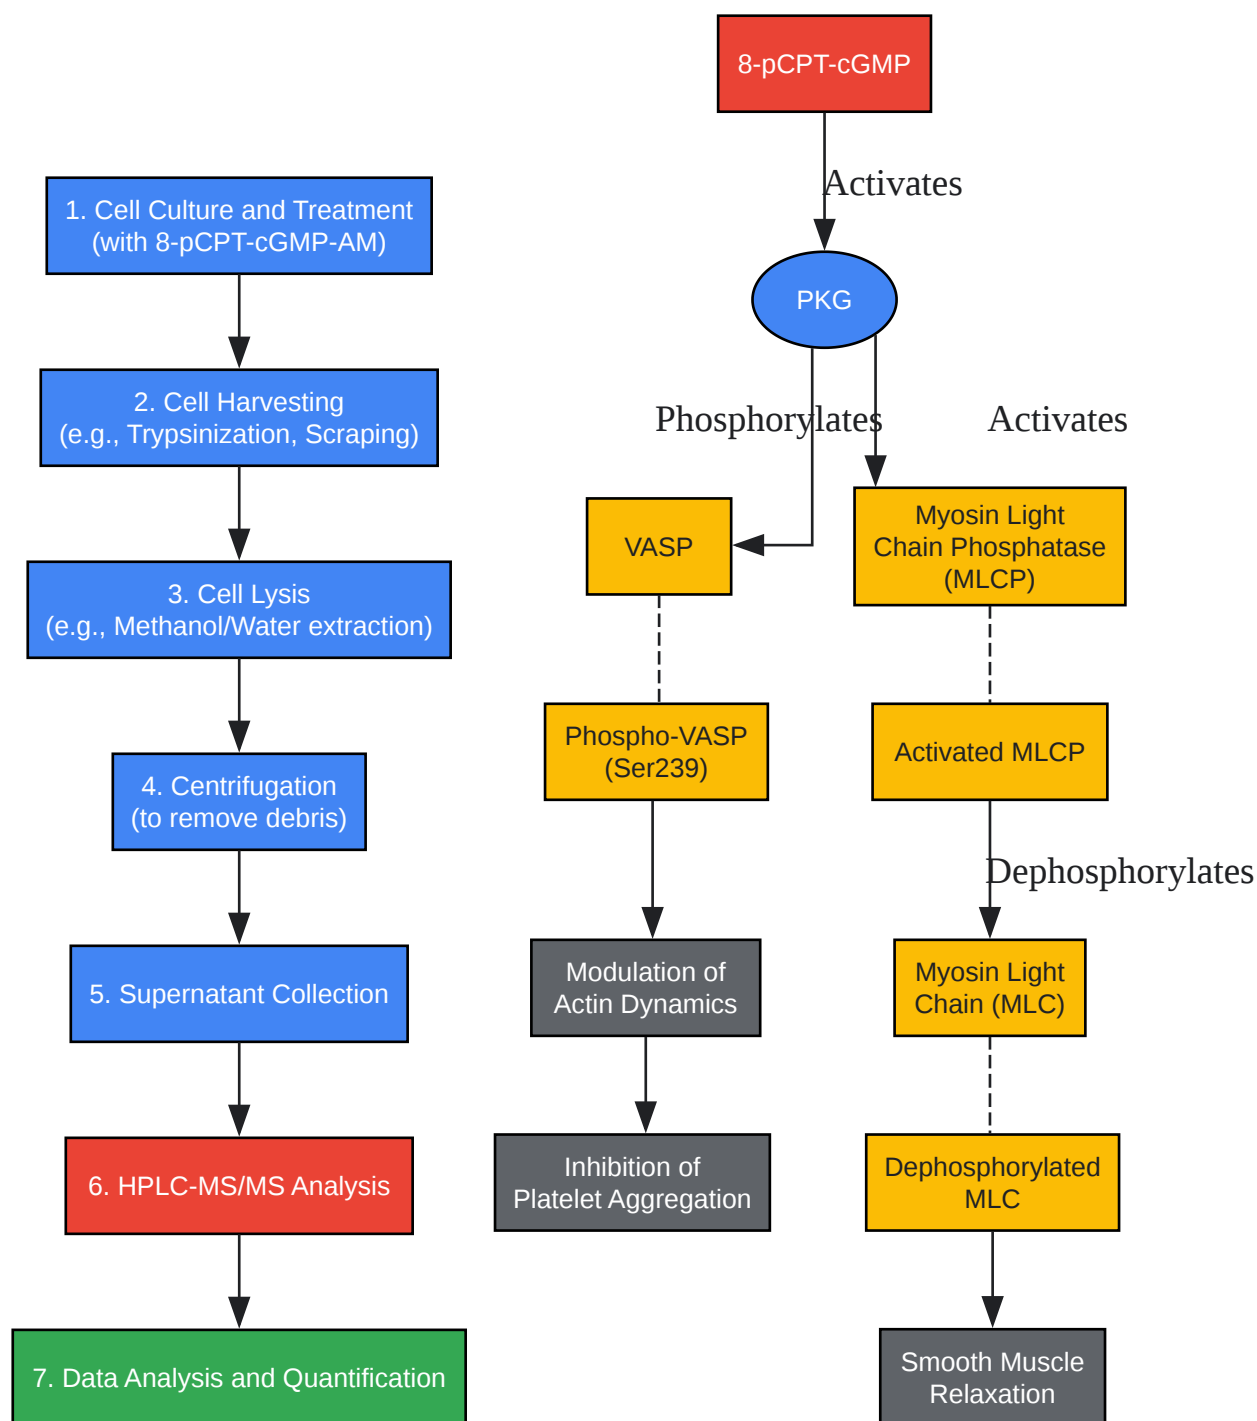 1. Cell Culture and Treatment
(with 8-pCPT-cGMP-AM)
2. Cell Harvesting
(e.g., Trypsinization, Scraping)
3. Cell Lysis
(e.g., Methanol/Water extraction)
4. Centrifugation
(to remove debris)
5. Supernatant Collection
6. HPLC-MS/MS Analysis
7. Data Analysis and Quantification
8-pCPT-cGMP
Activates
PKG
Phosphorylates
Activates
VASP
Phospho-VASP
(Ser239)
Modulation of
Actin Dynamics
Inhibition of
Platelet Aggregation
Myosin Light
Chain Phosphatase
(MLCP)
Activated MLCP
Dephosphorylates
Myosin Light
Chain (MLC)
Dephosphorylated
MLC
Smooth Muscle
Relaxation